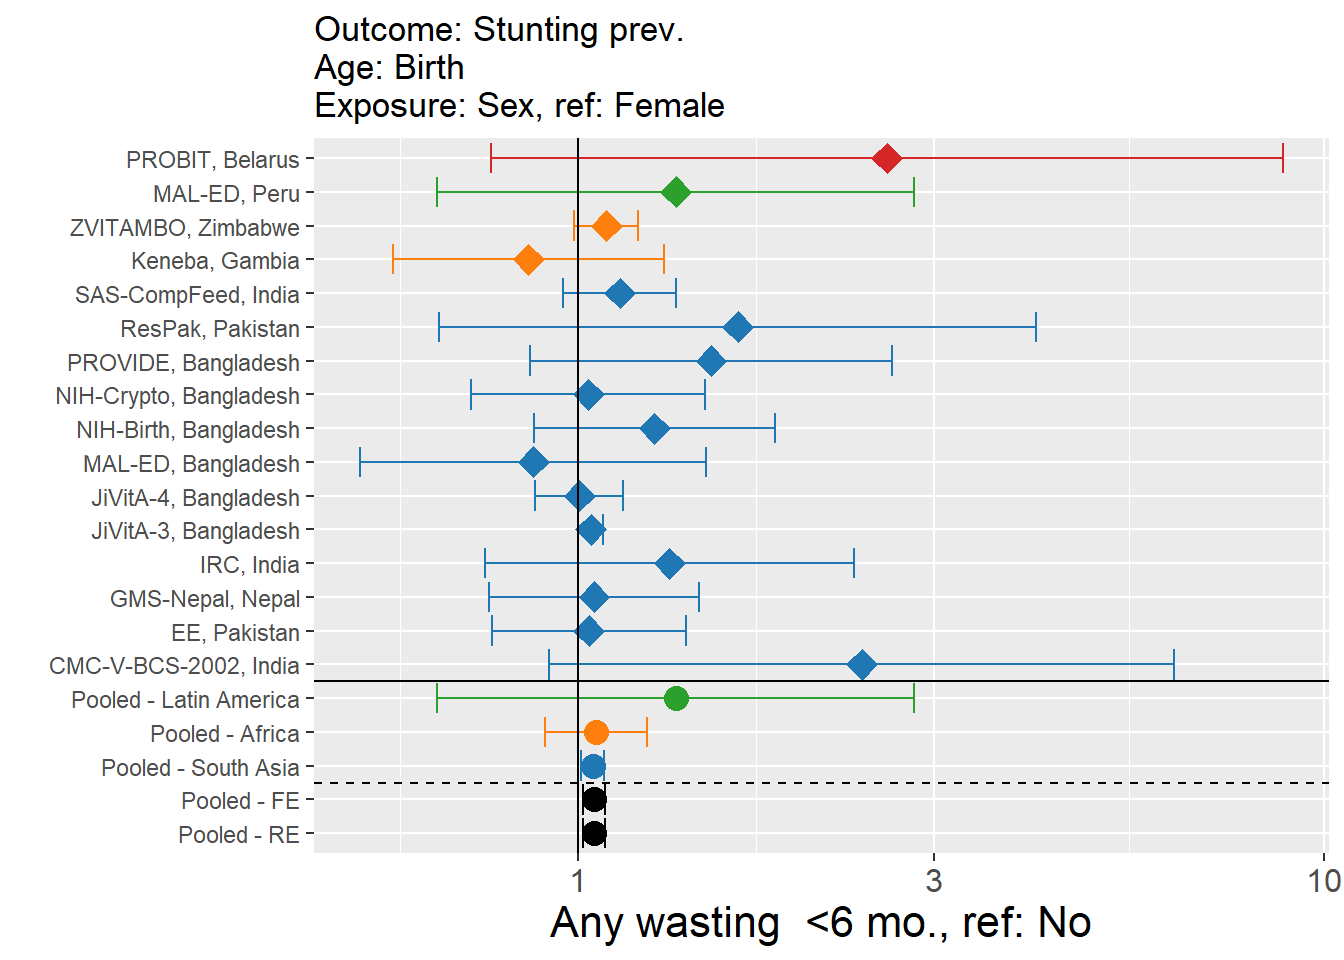 Outcome: Stunting prev.
Age: Birth
Exposure: Sex, ref: Female
PROBIT, Belarus
MAL-ED, Peru
ZVITAMBO, Zimbabwe
Keneba, Gambia
SAS-CompFeed, India
ResPak, Pakistan
PROVIDE, Bangladesh
NIH-Crypto, Bangladesh
NIH-Birth, Bangladesh
MAL-ED, Bangladesh
JiVitA-4, Bangladesh
JiVitA-3, Bangladesh
IRC, India
GMS-Nepal, Nepal
EE, Pakistan
CMC-V-BCS-2002, India
Pooled - Latin America
Pooled - Africa
Pooled - South Asia
Pooled - FE
Pooled - RE
1 3 10
Any wasting  <6 mo., ref: No